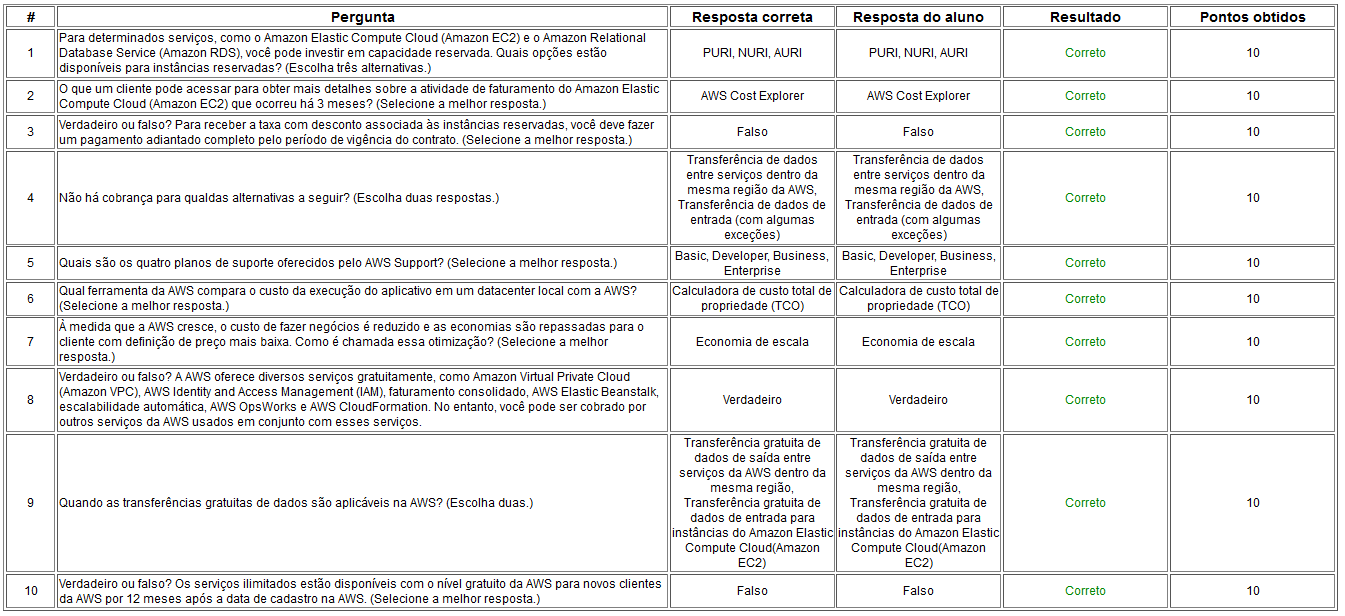 # Pergunta Resposta correta Resposta do aluno Resultado Pontos obtidos
1
Para determinados serviços, como o Amazon Elastic Compute Cloud (Amazon EC2) e o Amazon Relational
Database Service (Amazon RDS), você pode investir em capacidade reservada. Quais opções estão
disponíveis para instâncias reservadas? (Escolha três alternativas.)
PURI, NURI, AURI
PURI, NURI, AURI
Correto
10
2
O que um cliente pode acessar para obter mais detalhes sobre a atividade de faturamento do Amazon Elastic
Compute Cloud (Amazon EC2) que ocorreu há 3 meses? (Selecione a melhor resposta.)
AWS Cost Explorer
AWS Cost Explorer
Correto
10
3
Verdadeiro ou falso? Para receber a taxa com desconto associada às instâncias reservadas, você deve fazer
um pagamento adiantado completo pelo período de vigência do contrato. (Selecione a melhor resposta.)
Falso
Falso
Correto
10
4
Não há cobrança para qualdas alternativas a seguir? (Escolha duas respostas.)
Transferência de dados
entre serviços dentro da
mesma região da AWS,
Transferência de dados de
entrada (com algumas
exceções)
Transferência de dados
entre serviços dentro da
mesma região da AWS,
Transferência de dados de
entrada (com algumas
exceções)
Correto
10
5
Quais são os quatro planos de suporte oferecidos pelo AWS Support? (Selecione a melhor resposta.)
Basic, Developer, Business,
Enterprise
Basic, Developer, Business,
Enterprise
Correto
10
6
Qual ferramenta da AWS compara o custo da execução do aplicativo em um datacenter local com a AWS?
(Selecione a melhor resposta.)
Calculadora de custo total de
propriedade (TCO)
Calculadora de custo total de
propriedade (TCO)
Correto
10
7
À medida que a AWS cresce, o custo de fazer negócios é reduzido e as economias são repassadas para o
cliente com definição de preço mais baixa. Como é chamada essa otimização? (Selecione a melhor
resposta.)
Economia de escala
Economia de escala
Correto
10
8
Verdadeiro ou falso? A AWS oferece diversos serviços gratuitamente, como Amazon Virtual Private Cloud
(Amazon VPC), AWS Identity and Access Management (IAM), faturamento consolidado, AWS Elastic Beanstalk,
escalabilidade automática, AWS OpsWorks e AWS CloudFormation. No entanto, você pode ser cobrado por
outros serviços da AWS usados em conjunto com esses serviços.
Verdadeiro
Verdadeiro
Correto
10
9
Quando as transferências gratuitas de dados são aplicáveis na AWS? (Escolha duas.)
Transferência gratuita de
dados de saída entre
serviços da AWS dentro da
mesma região,
Transferência gratuita de
dados de entrada para
instâncias do Amazon Elastic
Compute Cloud(Amazon
EC2)
Transferência gratuita de
dados de saída entre
serviços da AWS dentro da
mesma região,
Transferência gratuita de
dados de entrada para
instâncias do Amazon Elastic
Compute Cloud(Amazon
EC2)
Correto
10
10
Verdadeiro ou falso? Os serviços ilimitados estão disponíveis com o nível gratuito da AWS para novos clientes
da AWS por 12 meses após a data de cadastro na AWS. (Selecione a melhor resposta.)
Falso
Falso
Correto
10